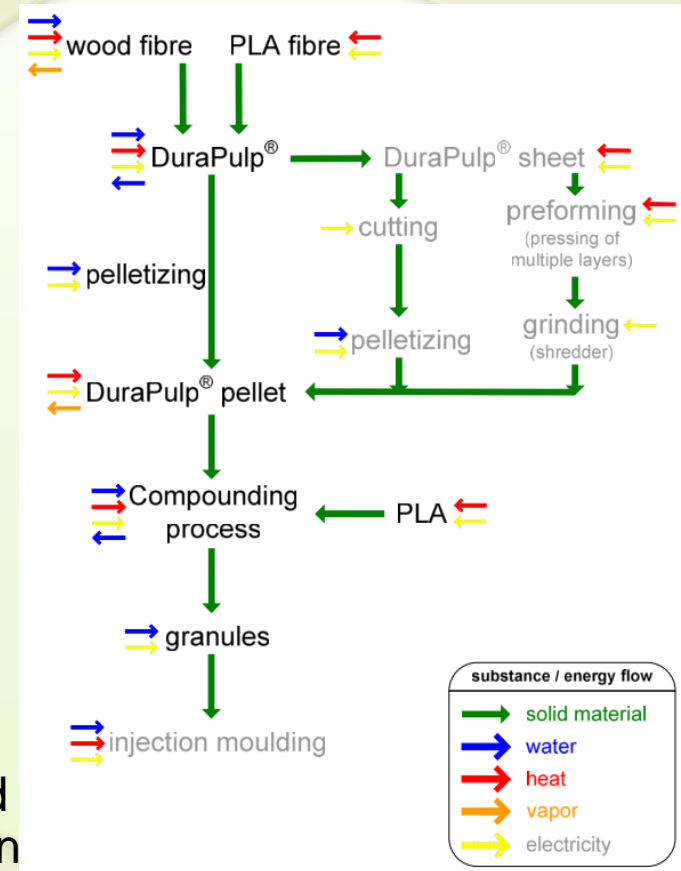 wood fibre
PLA fibre
DuraPulp®
DuraPulp® sheet
cutting
preforming
(pressing of
multiple layers)
pelletizing
pelletizing
grinding
(shredder)
DuraPulp® pellet
Compounding
process
PLA
granules
injection moulding
substance / energy flow
solid material
water
heat
vapor
electricity